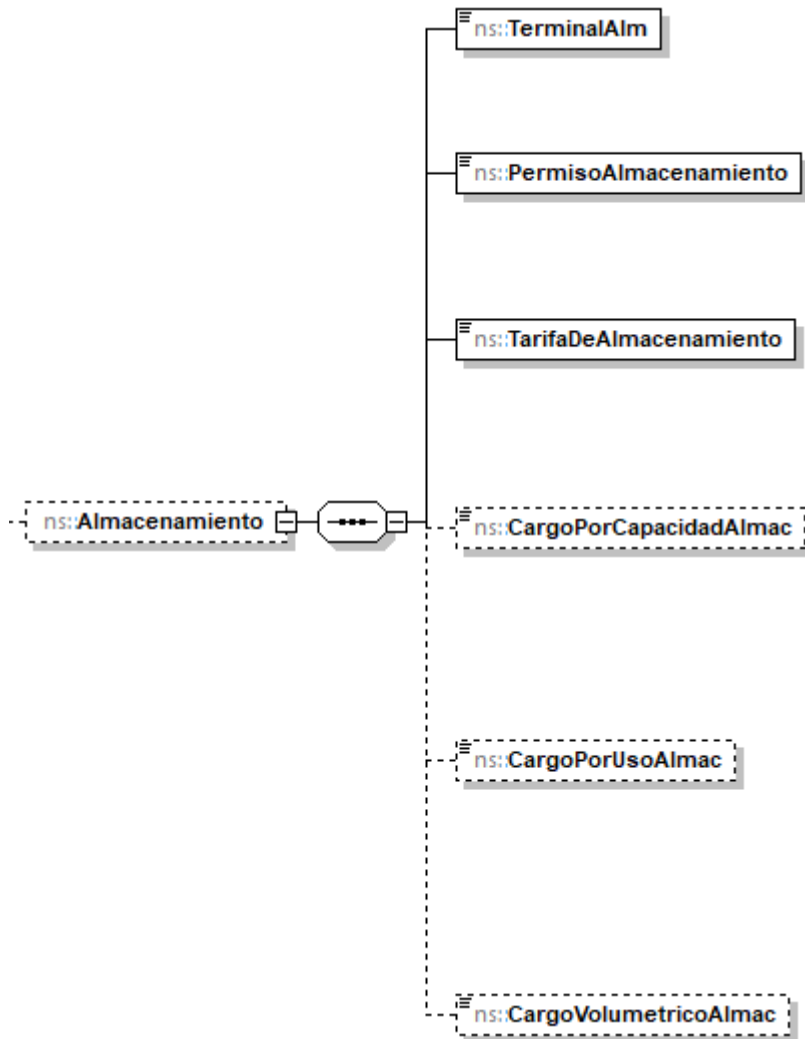 ns::TerminalAlm
ns::PermisoAlmacenamiento
ns::TarifaDeAlmacenamiento
ns::Almacenamiento
ns::CargoPorCapacidadAlmac
ns::CargoPorUsoAlmac
ns::CargoVolumetricoAlmac